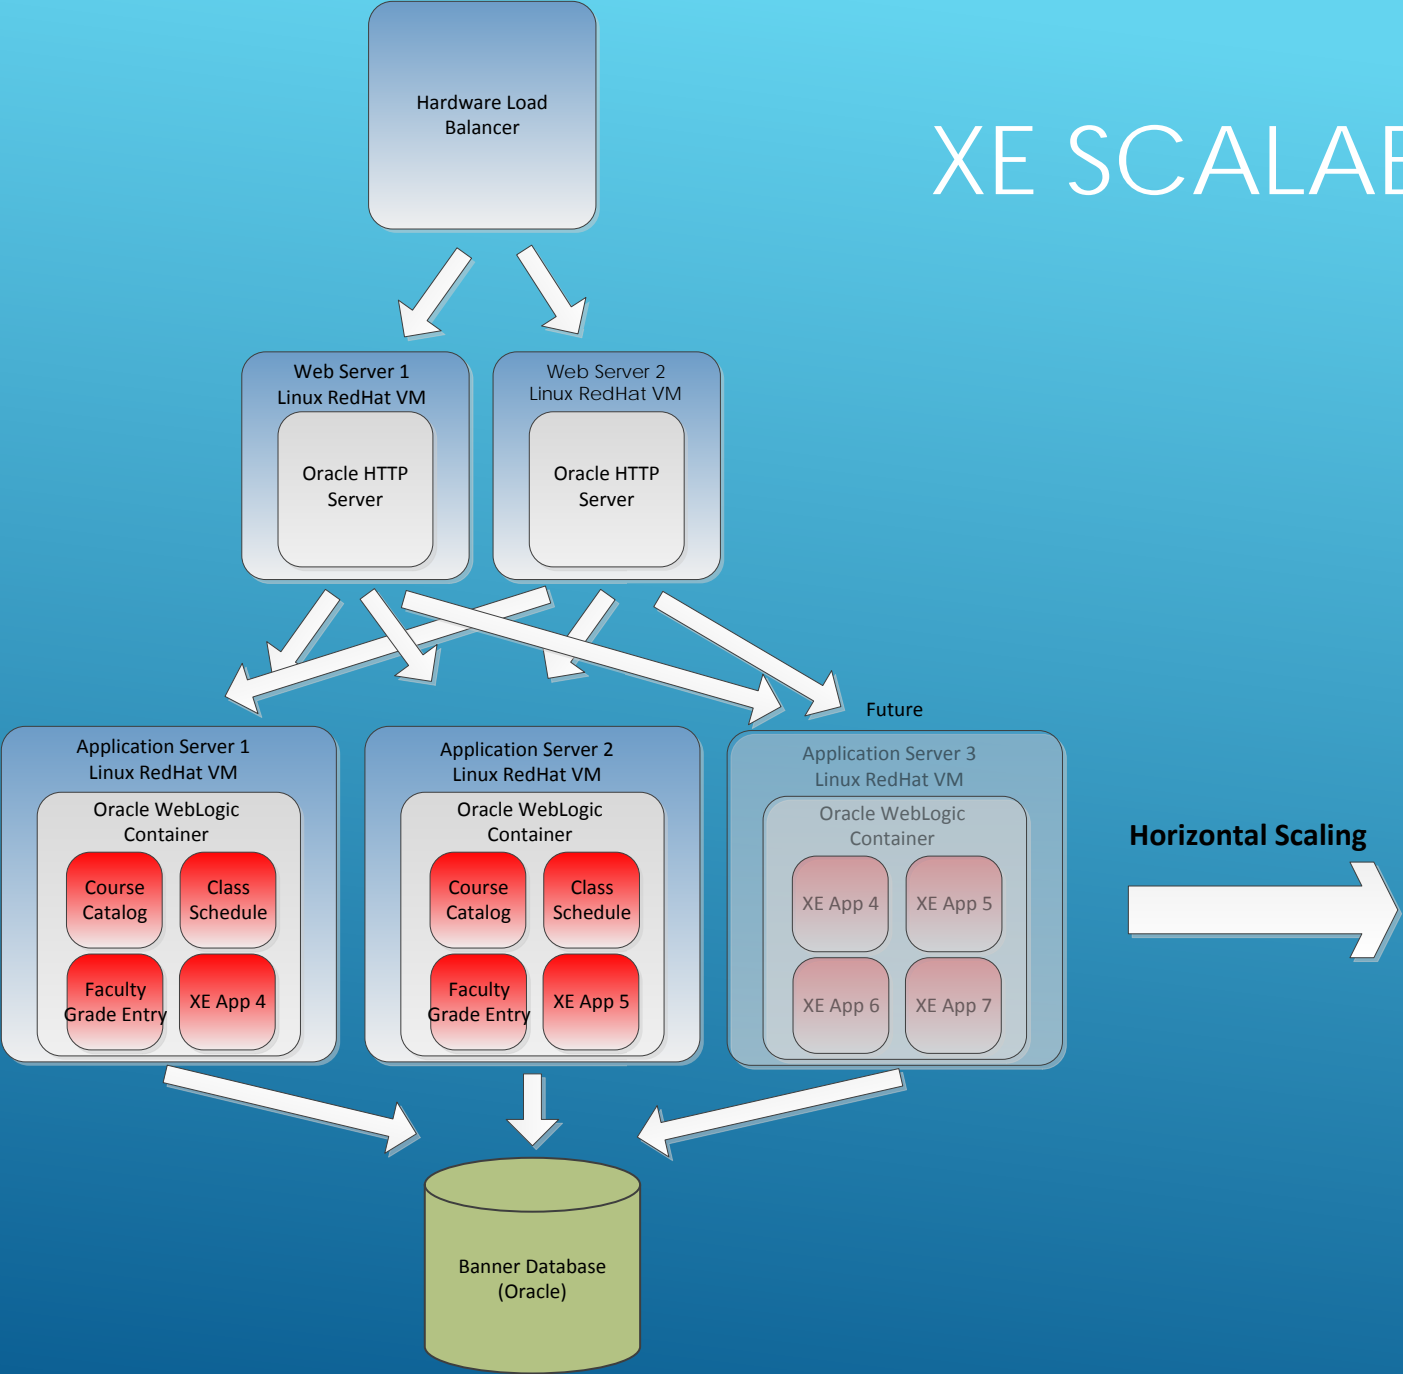 Hardware Load
Balancer
XE SCALAB
Web Server 1
Linux RedHat VM
Oracle HTTP
Server
Web Server 2
Linux RedHat VM
Oracle HTTP
Server
Future
Application Server 1
Linux RedHat VM
Oracle WebLogic
Container
Course
Catalog
Class
Schedule
Faculty
Grade Entry
XE App 4
Application Server 2
Linux RedHat VM
Oracle WebLogic
Container
Course
Catalog
Class
Schedule
Faculty
Grade Entry
XE App 5
Application Server 3
Linux RedHat VM
Oracle WebLogic
Container
XE App 4
XE App 5
XE App 6
XE App 7
Horizontal Scaling
Banner Database
(Oracle)